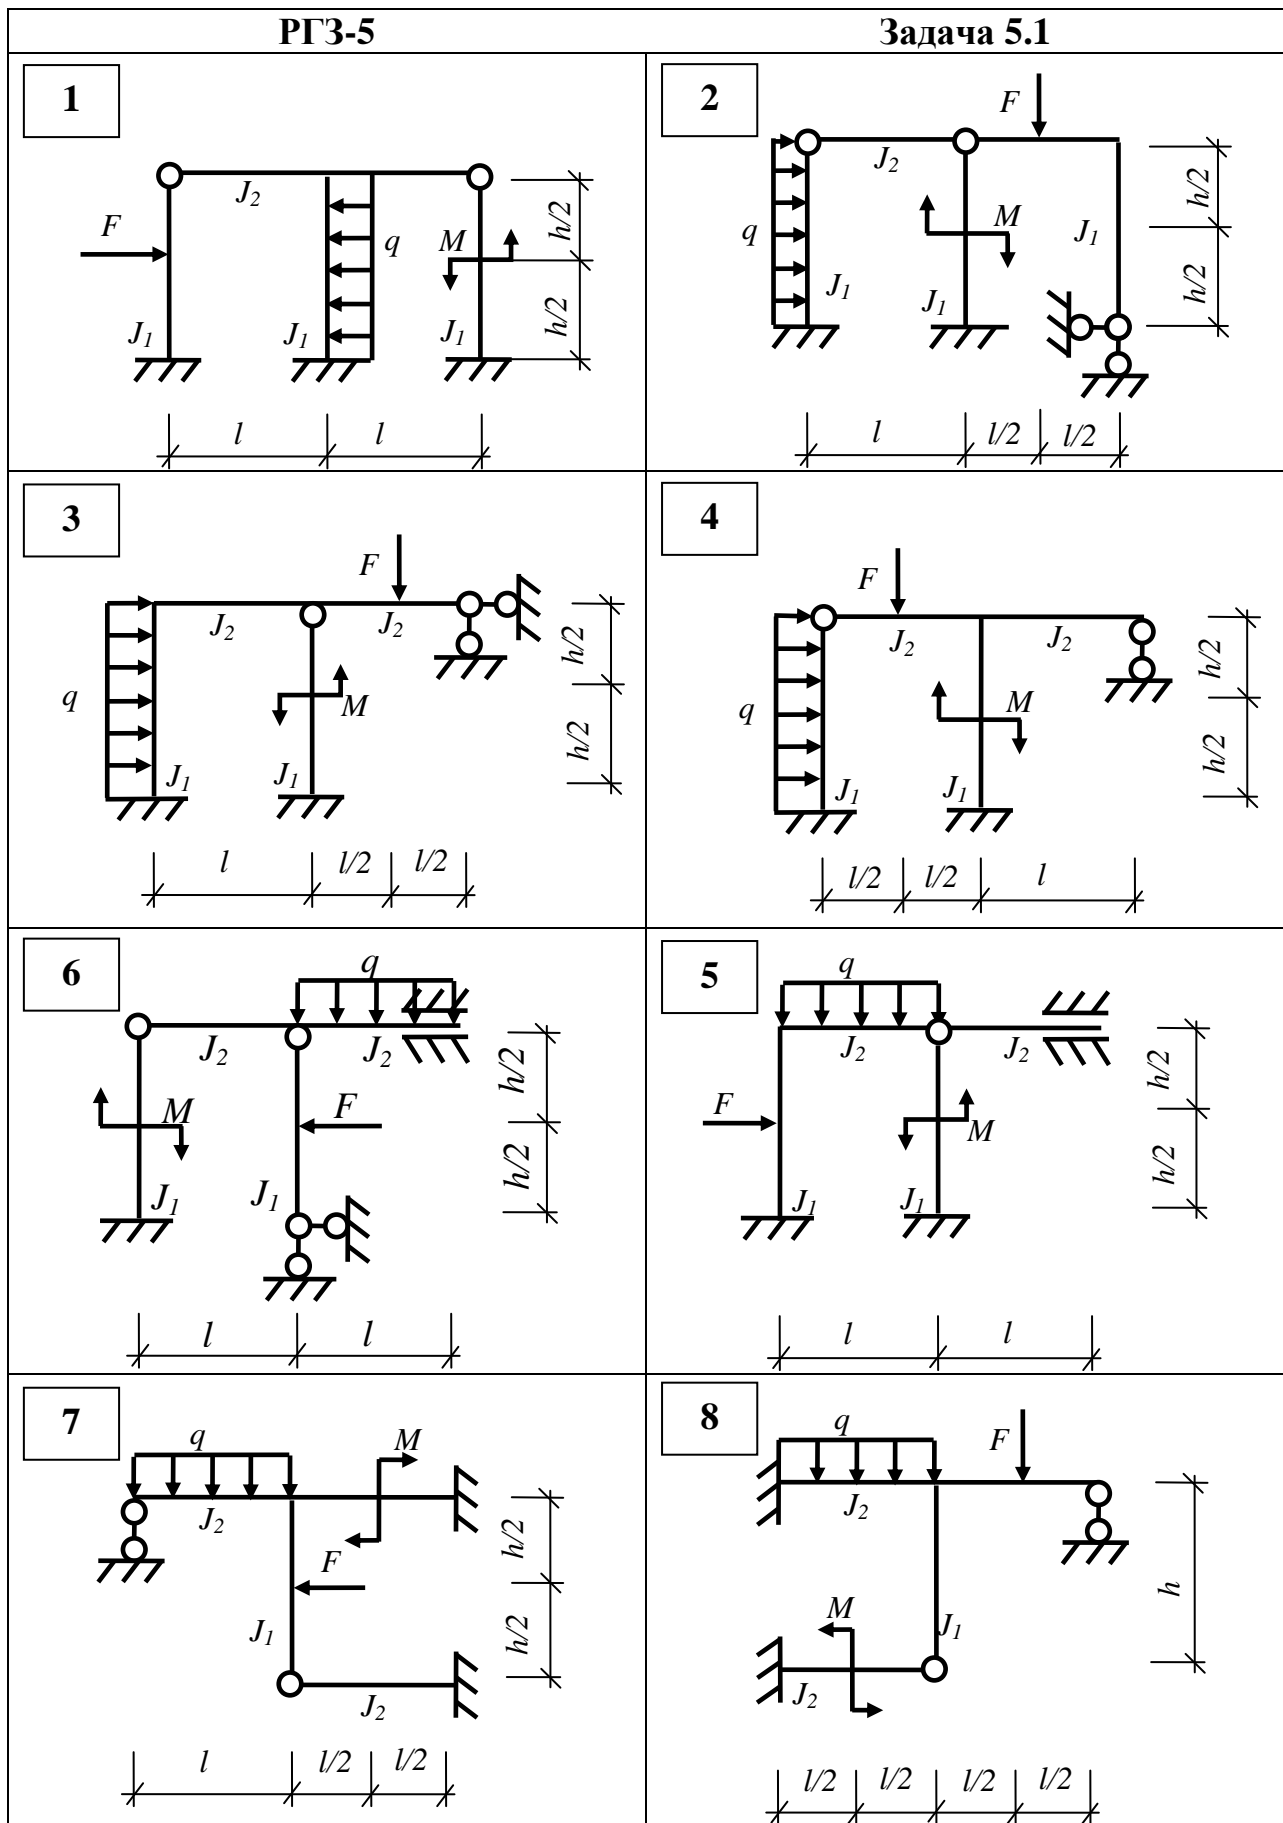 РГЗ-5 Задача 5.1
1
F
J₂
q
M
h/2
h/2
J₁ J₁ J₁
l l
2
F
J₂
q
M
J₁
h/2
h/2
J₁ J₁
l l/2 l/2
3
F
J₂ J₂
q
M
h/2
h/2
J₁ J₁
l l/2 l/2
4
F
J₂ J₂
q
M
h/2
h/2
J₁ J₁
l/2 l/2 l
6
q
J₂ J₂
M F
h/2
h/2
J₁ J₁
l l
5
q
J₂ J₂
F
M
h/2
h/2
J₁ J₁
l l
7
q M
J₂
F
h/2
h/2
J₁
J₂
l l/2 l/2
8
q F
J₂
h
M
J₁
J₂
l/2 l/2 l/2 l/2